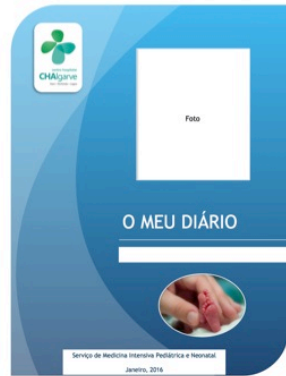 CHAlgarve
Foto
O MEU DIÁRIO
Serviço de Medicina Intensiva Pediátrica e Neonatal
Janeiro, 2016